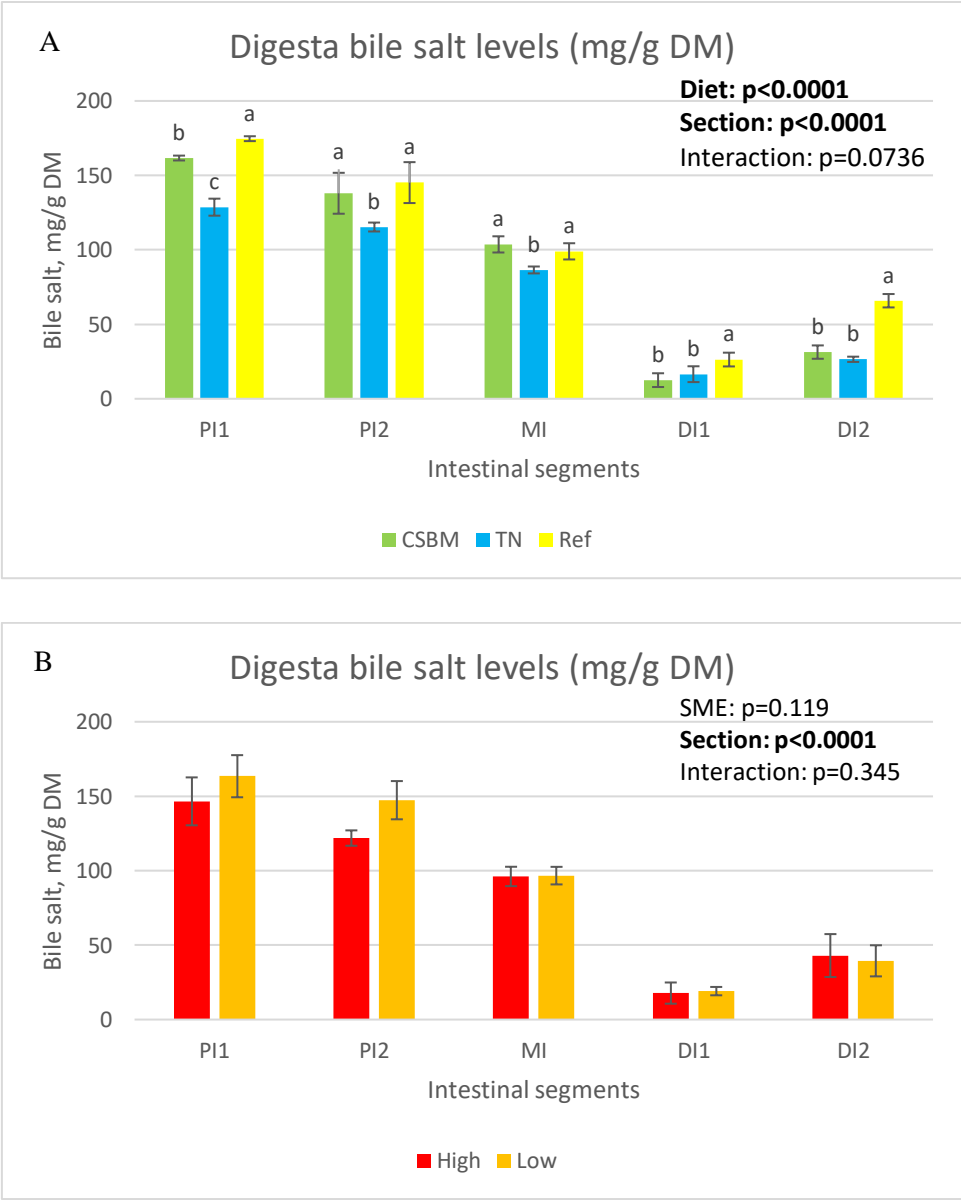 A
Digesta bile salt levels (mg/g DM)
Diet: p<0.0001
Section: p<0.0001
Interaction: p=0.0736
Bile salt, mg/g DM
200
150
100
50
0
b c a
a b a
a b a
b b a
b b a
PI1 PI2 MI DI1 DI2
Intestinal segments
CSBM TN Ref
B
Digesta bile salt levels (mg/g DM)
SME: p=0.119
Section: p<0.0001
Interaction: p=0.345
Bile salt, mg/g DM
200
150
100
50
0
PI1 PI2 MI DI1 DI2
Intestinal segments
High Low